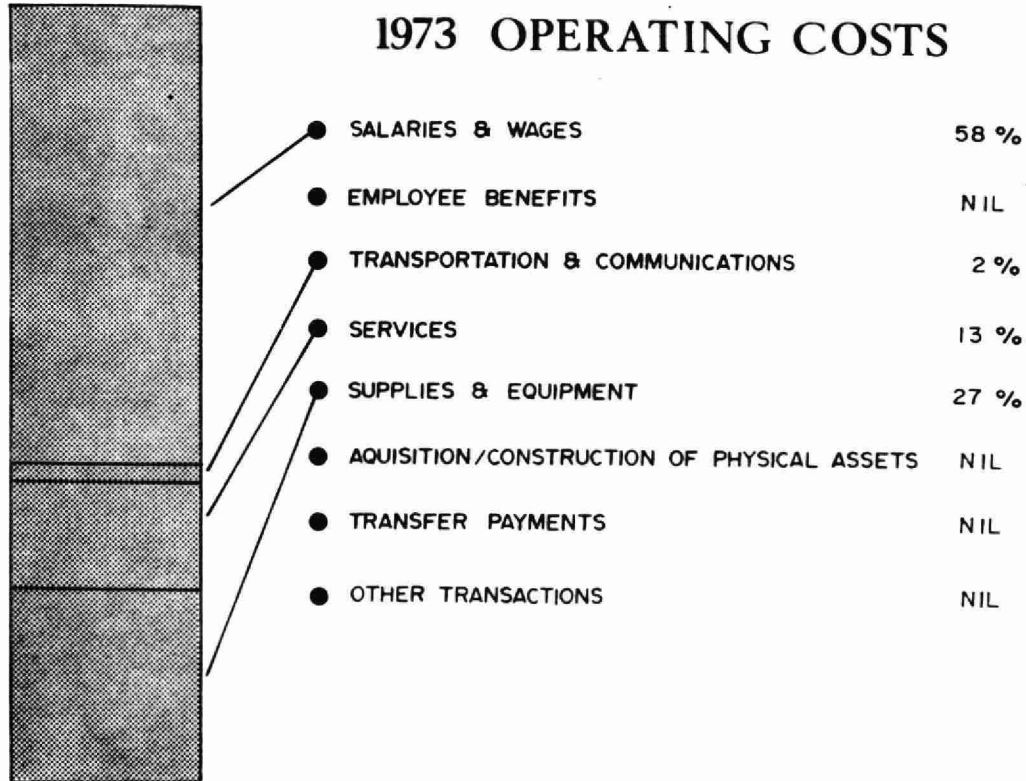 1973 OPERATING COSTS
SALARIES & WAGES 58 %
EMPLOYEE BENEFITS NIL
TRANSPORTATION & COMMUNICATIONS 2 %
SERVICES 13 %
SUPPLIES & EQUIPMENT 27 %
AQUISITION/CONSTRUCTION OF PHYSICAL ASSETS NIL
TRANSFER PAYMENTS NIL
OTHER TRANSACTIONS NIL